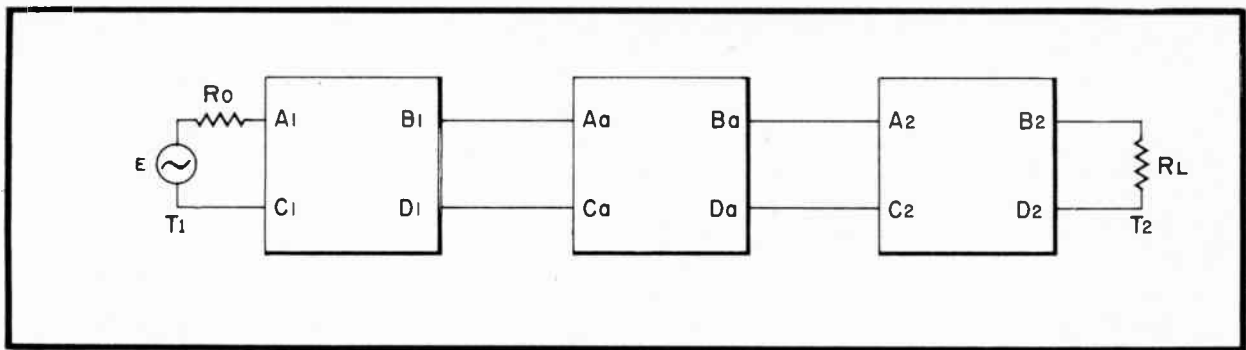 Ro
A1 B1 Aa Ba A2 B2
E RL
C1 D1 Ca Da C2 D2
T1 T2